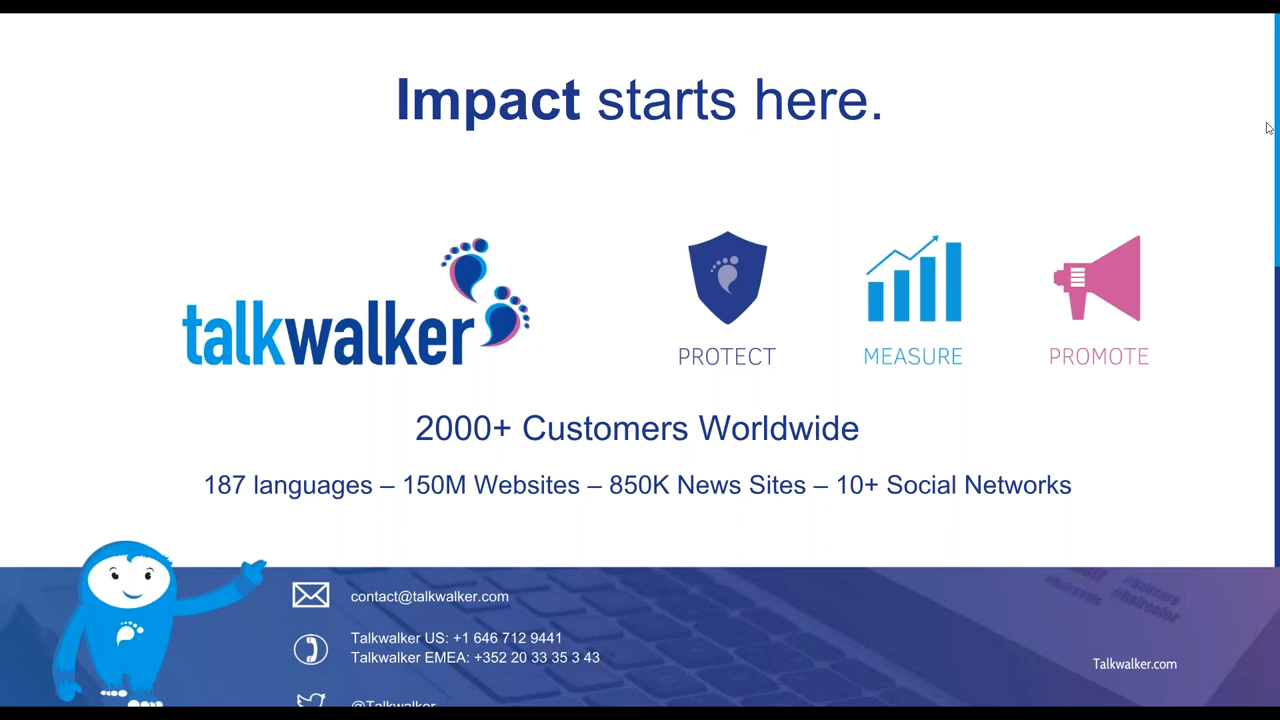 Impact starts here.
talkwalker
PROTECT
MEASURE
PROMOTE
2000+ Customers Worldwide
187 languages – 150M Websites – 850K News Sites – 10+ Social Networks
contact@talkwalker.com
Talkwalker US: +1 646 712 9441
Talkwalker EMEA: +352 20 33 35 3 43
Talkwalker.com
@Talkwalker